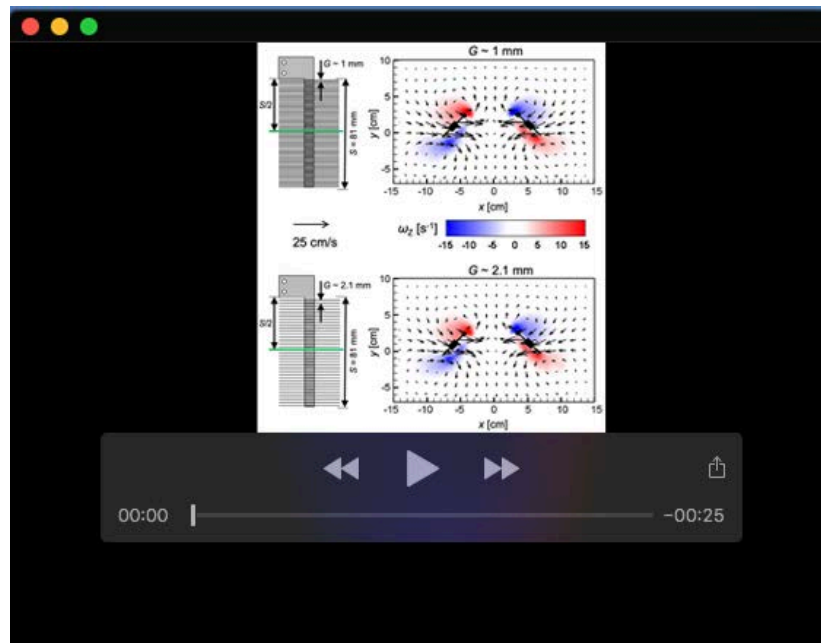 G ~ 1 mm
G ~ 1 mm
S/2
S = 81 mm
y [cm]
10
5
0
-5
-15 -10 -5 0 5 10 15
x [cm]
25 cm/s
ωZ [s-1]
-15 -10 -5 0 5 10 15
G ~ 2.1 mm
G ~ 2.1 mm
S/2
S = 81 mm
y [cm]
10
5
0
-5
-15 -10 -5 0 5 10 15
x [cm]
00:00
-00:25